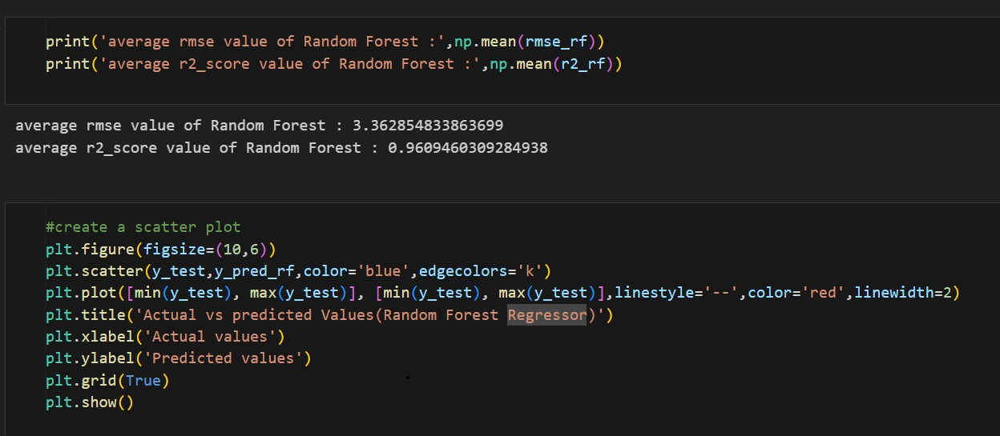 print('average rmse value of Random Forest :',np.mean(rmse_rf))
print('average r2_score value of Random Forest :',np.mean(r2_rf))
average rmse value of Random Forest : 3.362854833863699
average r2_score value of Random Forest : 0.9609460309284938
#create a scatter plot
plt.figure(figsize=(10,6))
plt.scatter(y_test,y_pred_rf,color='blue',edgecolors='k')
plt.plot([min(y_test), max(y_test)], [min(y_test), max(y_test)],linestyle='--',color='red',linewidth=2)
plt.title('Actual vs predicted Values(Random Forest Regressor)')
plt.xlabel('Actual values')
plt.ylabel('Predicted values')
plt.grid(True)
plt.show()